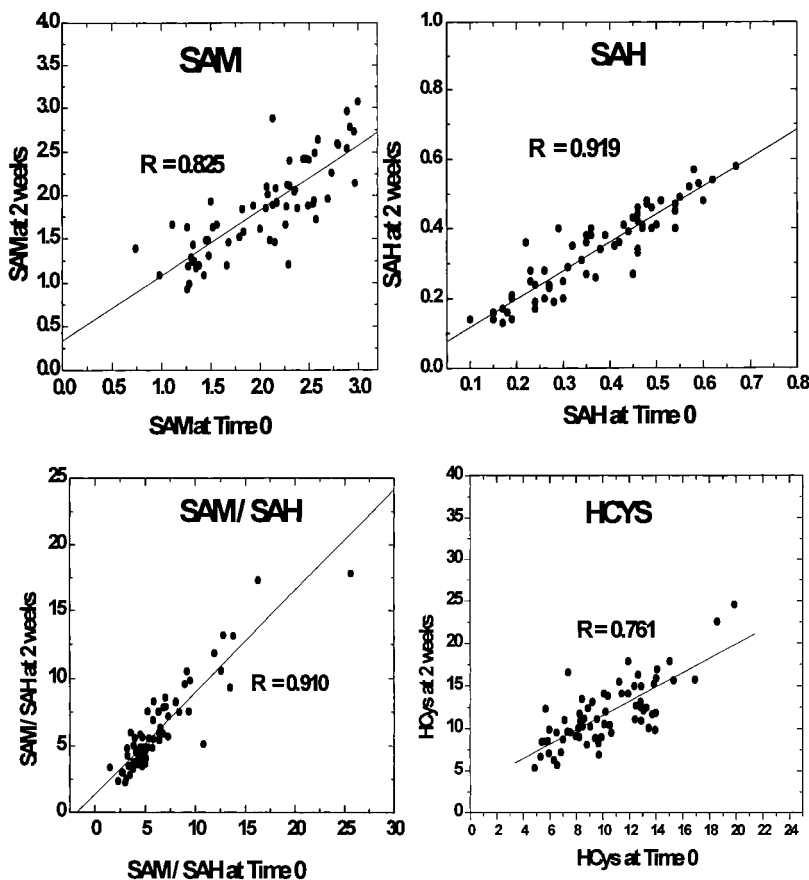 SAM
R = 0.825
SAM at 2 weeks
4.0
3.5
3.0
2.5
2.0
1.5
1.0
0.5
0.0
0.0 0.5 1.0 1.5 2.0 2.5 3.0
SAM at Time 0
SAH
R = 0.919
SAH at 2 weeks
1.0
0.8
0.6
0.4
0.2
0.0
0.1 0.2 0.3 0.4 0.5 0.6 0.7 0.8
SAH at Time 0
SAM / SAH
R = 0.910
SAM / SAH at 2 weeks
25
20
15
10
5
0
0 5 10 15 20 25 30
SAM / SAH at Time 0
HCYS
R = 0.761
HCys at 2 weeks
40
35
30
25
20
15
10
5
0
0 2 4 6 8 10 12 14 16 18 20 22 24
HCys at Time 0